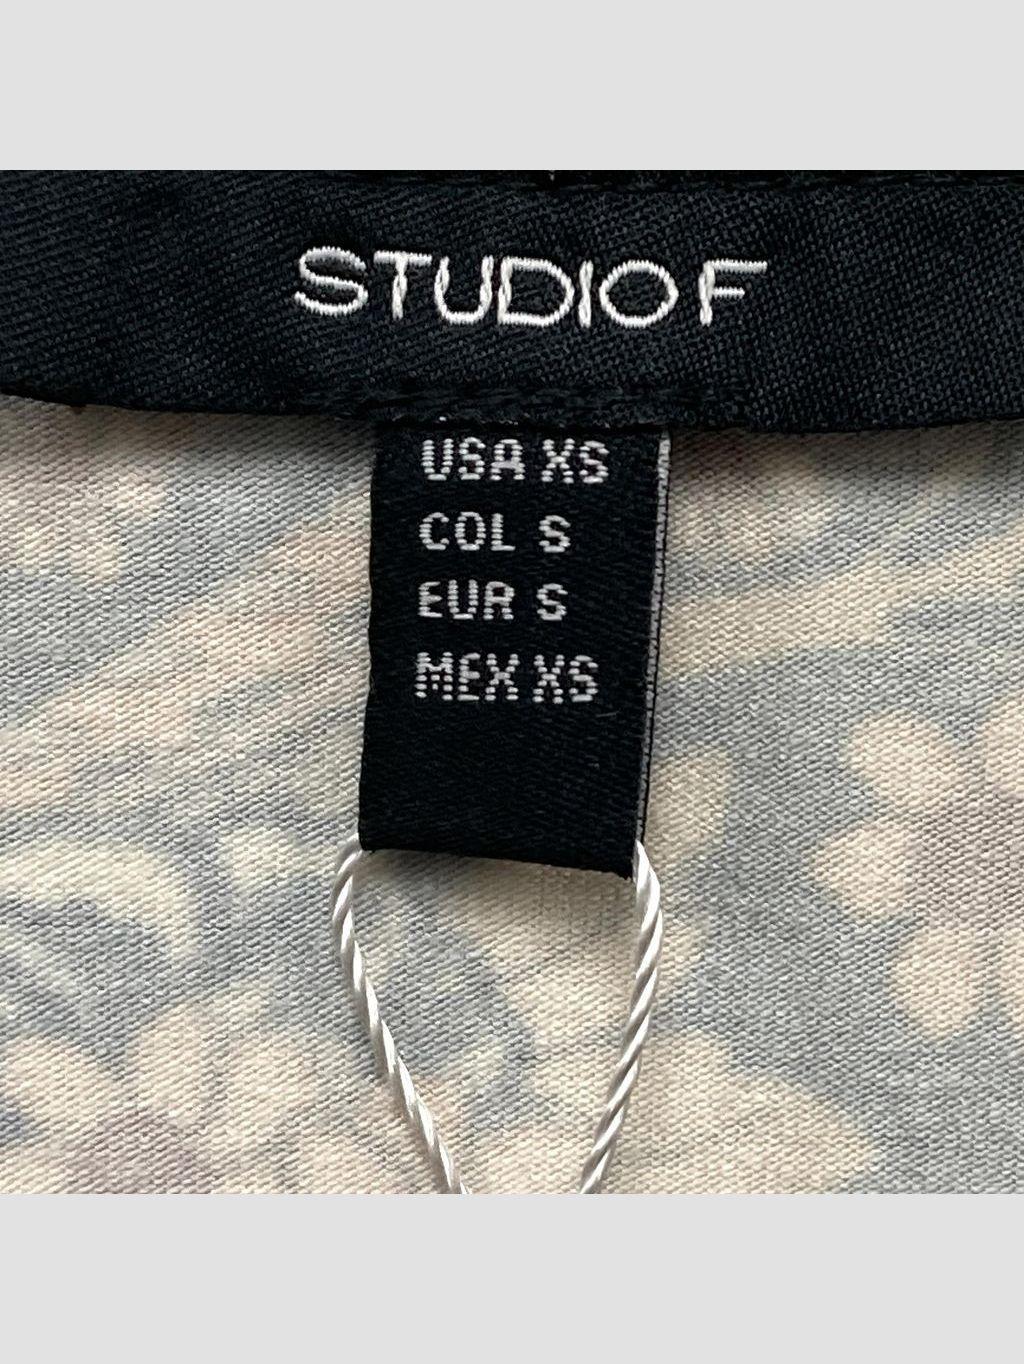 STUDIO F
USA XS
COL S
EUR S
MEX XS